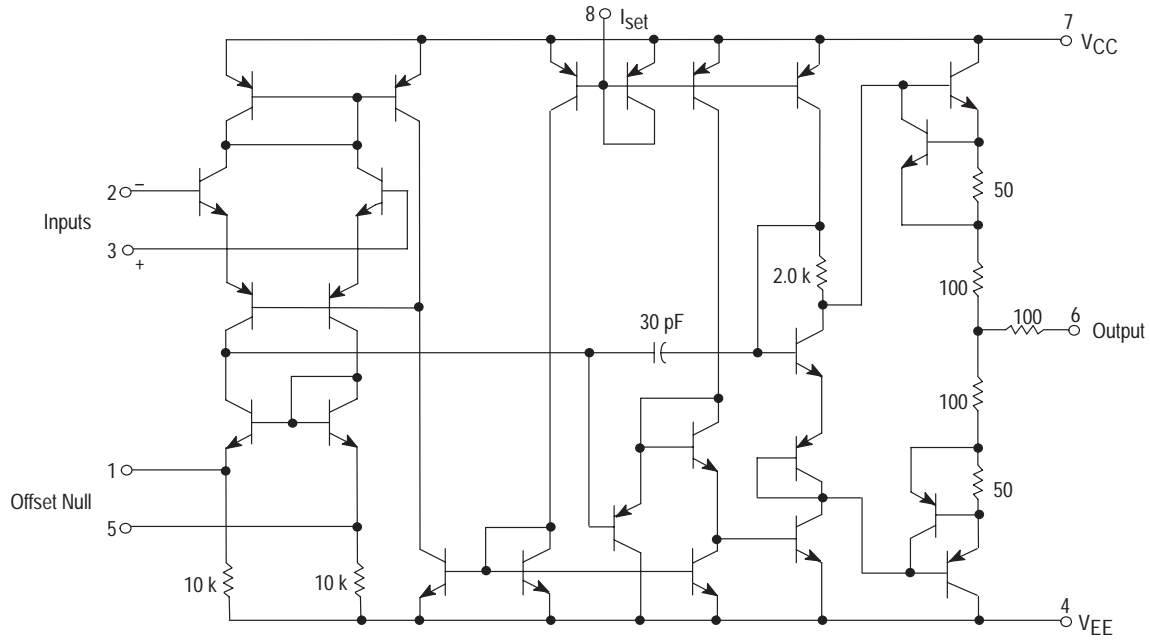 8 Iset
7
VCC
2 –
Inputs
3 +
50
2.0 k
100
30 pF
100
6
Output
100
1
Offset Null
5
50
10 k
10 k
4
VEE